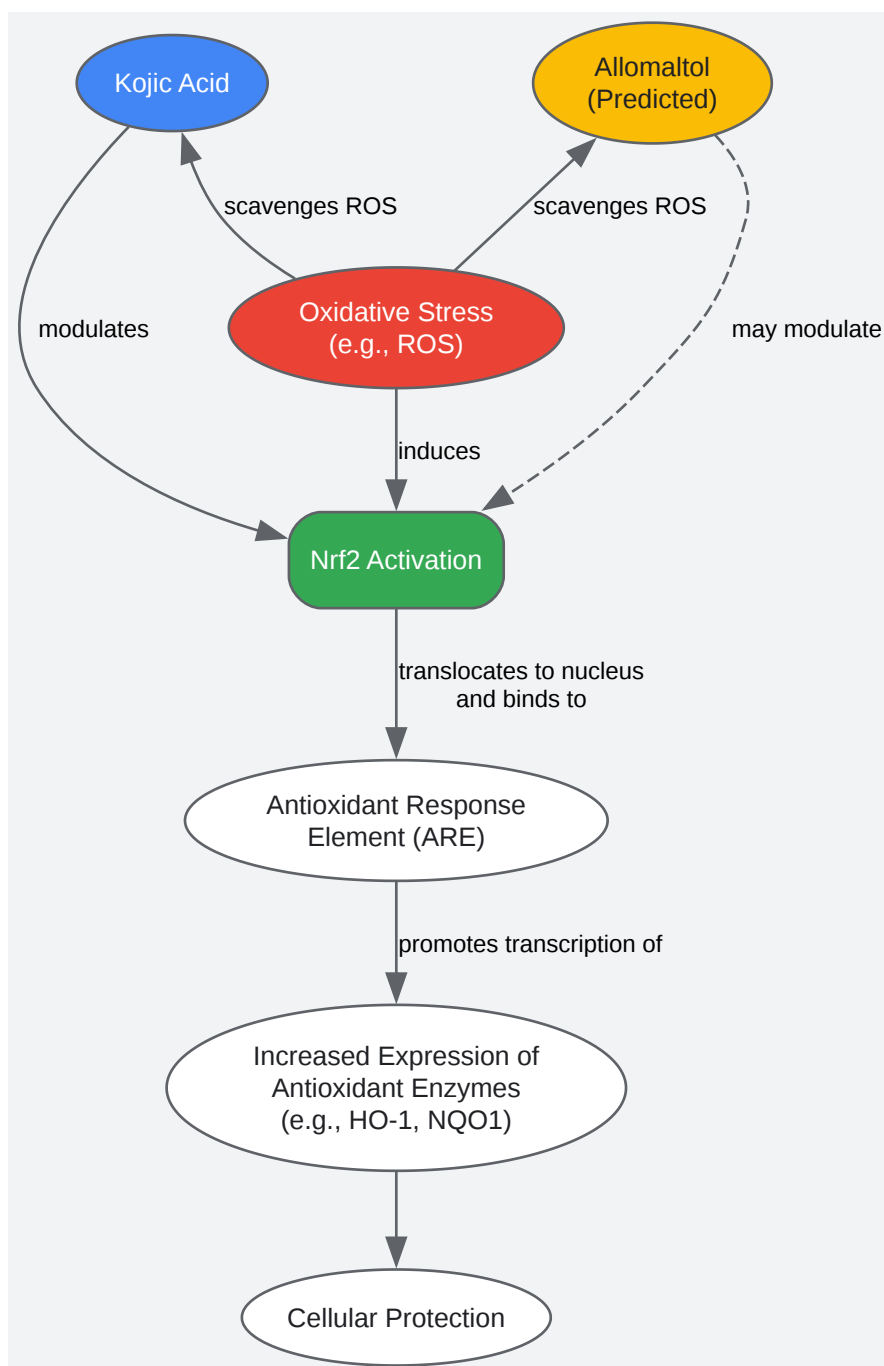 Kojic Acid
Allomaltol
(Predicted)
scavenges ROS
scavenges ROS
Oxidative Stress
(e.g., ROS)
modulates
may modulate
induces
Nrf2 Activation
translocates to nucleus
and binds to
Antioxidant Response
Element (ARE)
promotes transcription of
Increased Expression of
Antioxidant Enzymes
(e.g., HO-1, NQO1)
Cellular Protection